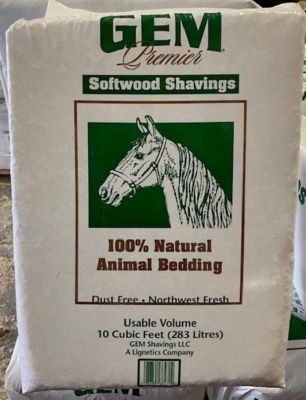 GEM
Premier
Softwood Shavings
100% Natural
Animal Bedding
Dust Free • Northwest Fresh
Usable Volume
10 Cubic Feet (283 Litres)
GEM Shavings LLC
A Lignetics Company
GEM